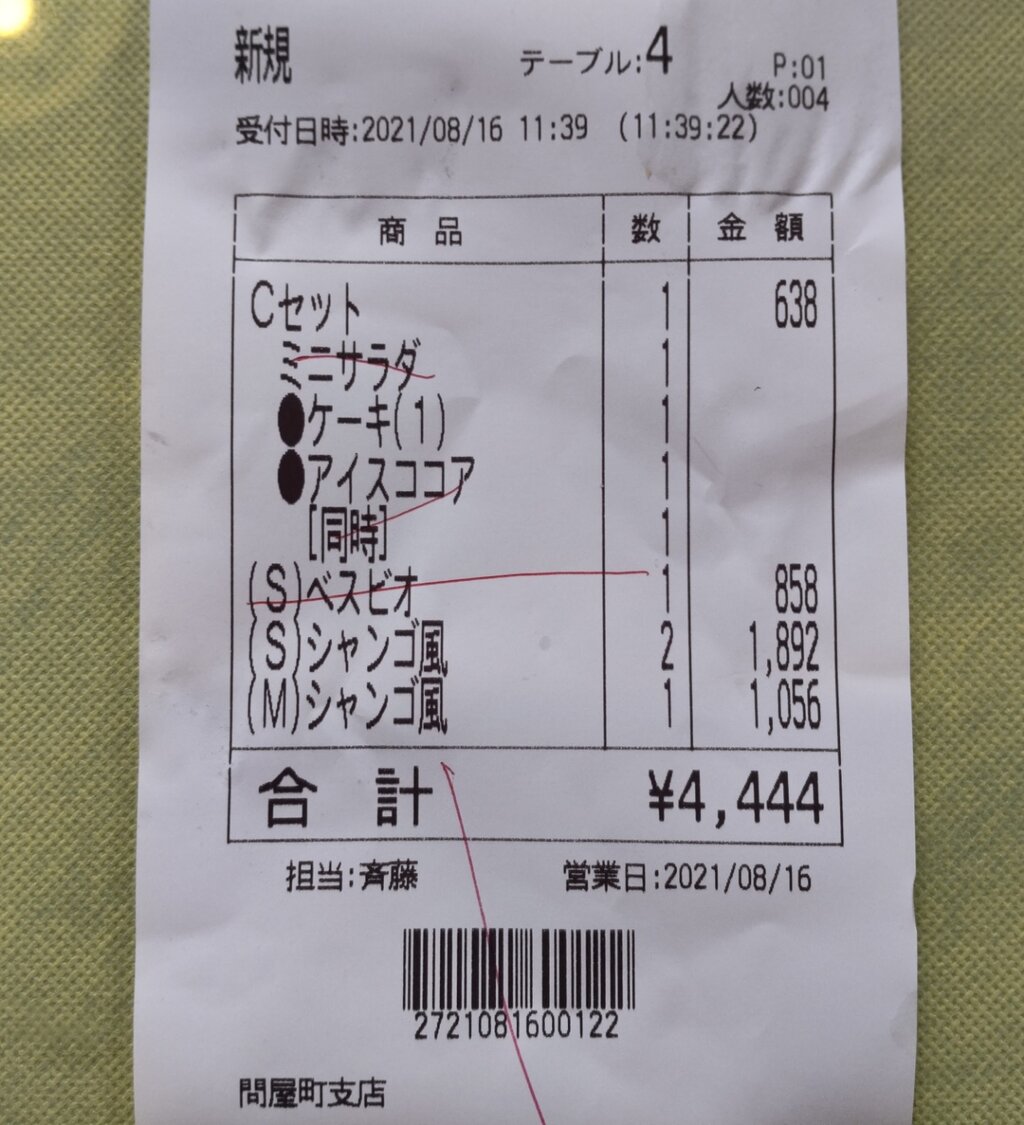 新規 テーブル:4 P:01
人数:004
受付日時:2021/08/16 11:39 (11:39:22)
商品 数 金額
Cセット 1 638
ミニサラダ 1
●ケーキ(1) 1
●アイスココア 1
[同時] 1
(S)ベスビオ 1 858
(S)シャンゴ風 2 1,892
(M)シャンゴ風 1 1,056
合計 ¥4,444
担当:斉藤 営業日:2021/08/16
2721081600122
問屋町支店